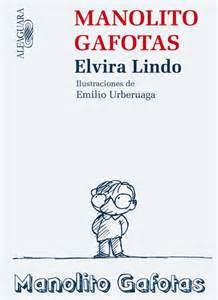 ALFAGUARA
MANOLITO
GAFOTAS
Elvira Lindo
Ilustraciones de
Emilio Urberuaga
Manolito Gafotas